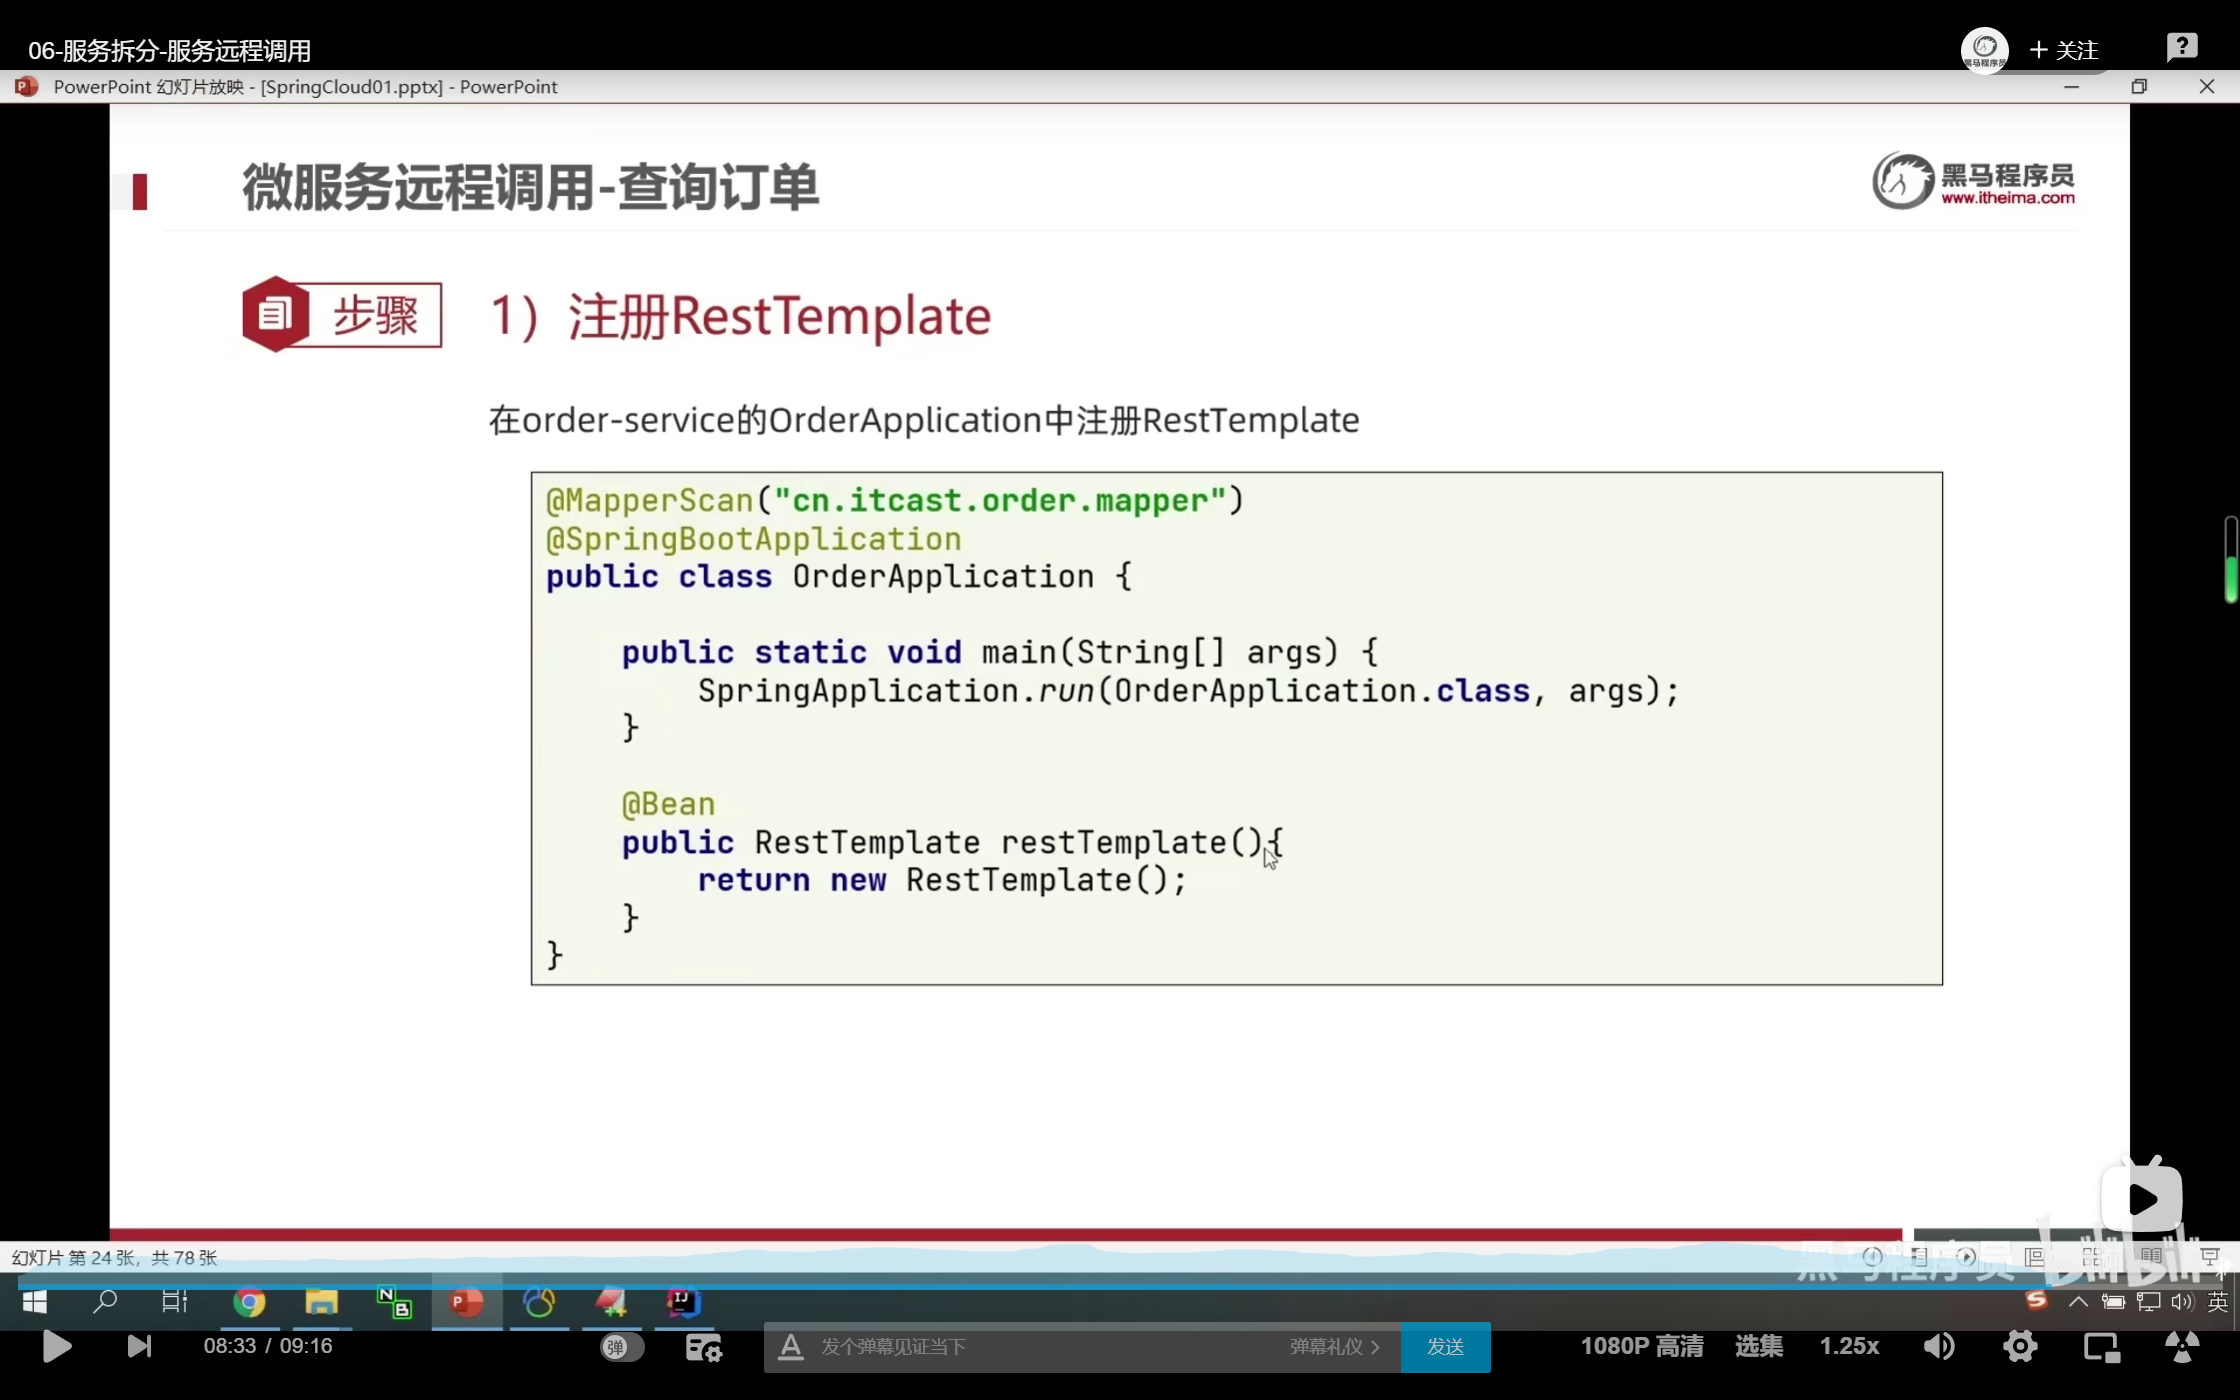 06-服务拆分-服务远程调用
+ 关注
PowerPoint 幻灯片放映 - [SpringCloud01.pptx] - PowerPoint
微服务远程调用-查询订单
黑马程序员
www.itheima.com
步骤
1）注册RestTemplate
在order-service的OrderApplication中注册RestTemplate
@MapperScan("cn.itcast.order.mapper")
@SpringBootApplication
public class OrderApplication {
public static void main(String[] args) {
SpringApplication.run(OrderApplication.class, args);
}
@Bean
public RestTemplate restTemplate(){
return new RestTemplate();
}
}
幻灯片 第 24 张，共 78 张
黑马程序员
bilibili
英
08:33 / 09:16
弹
发个弹幕见证当下
弹幕礼仪 >
发送
1080P 高清
选集
1.25x